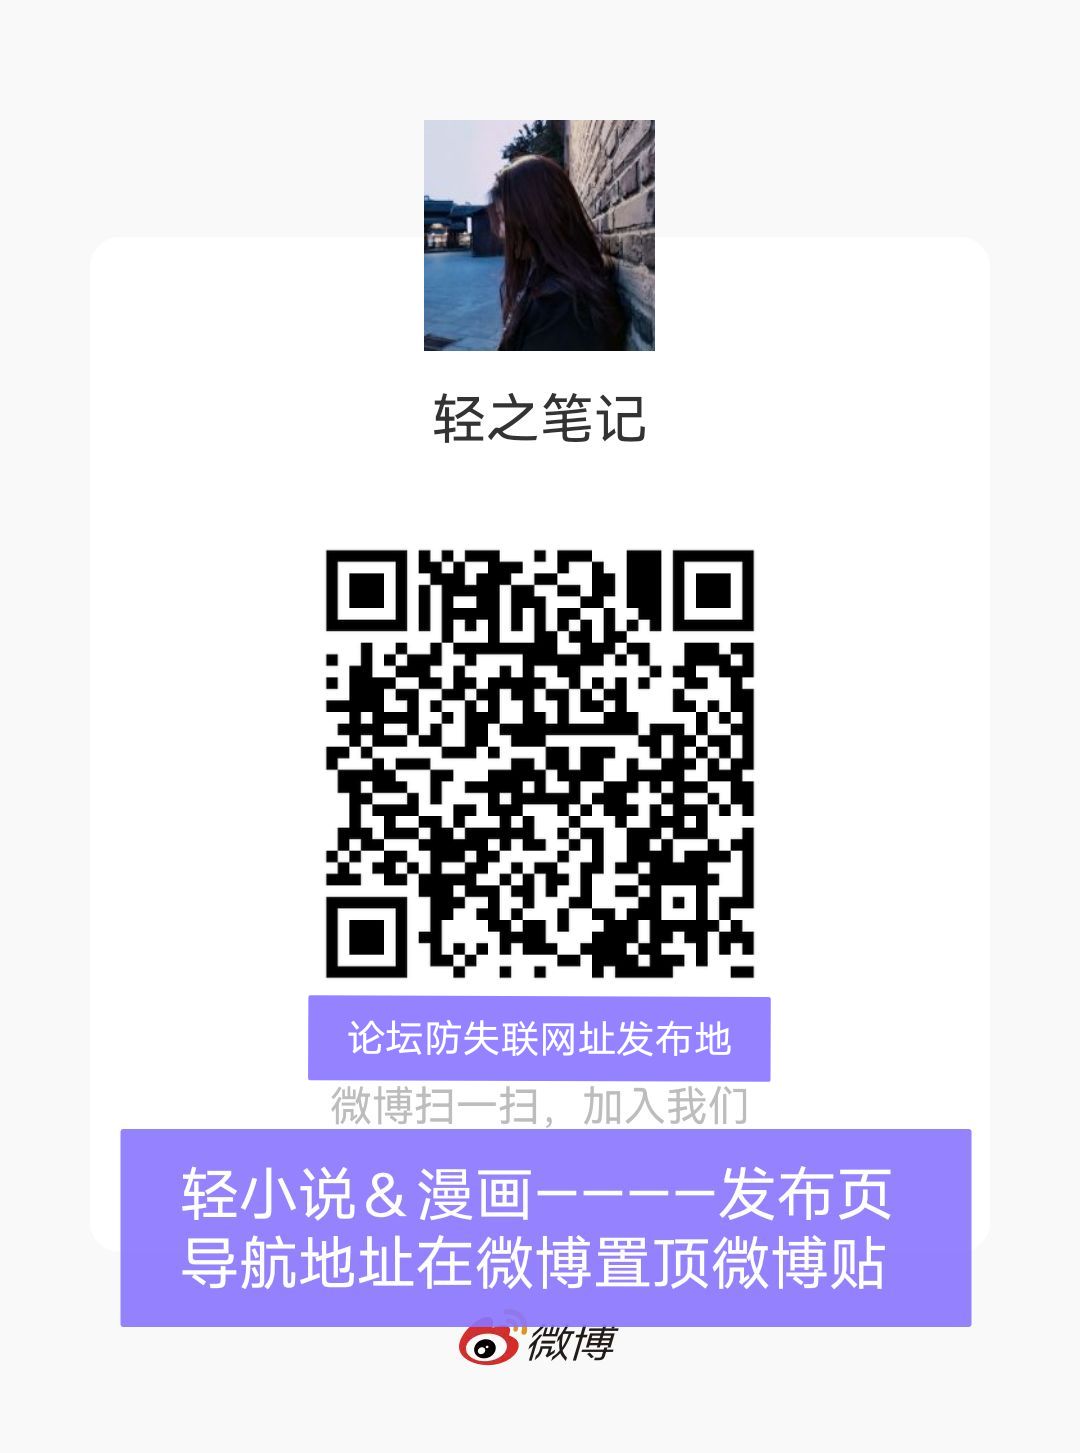 轻之笔记
论坛防失联网址发布地
微博扫一扫，加入我们
轻小说＆漫画————发布页
导航地址在微博置顶微博贴
微博